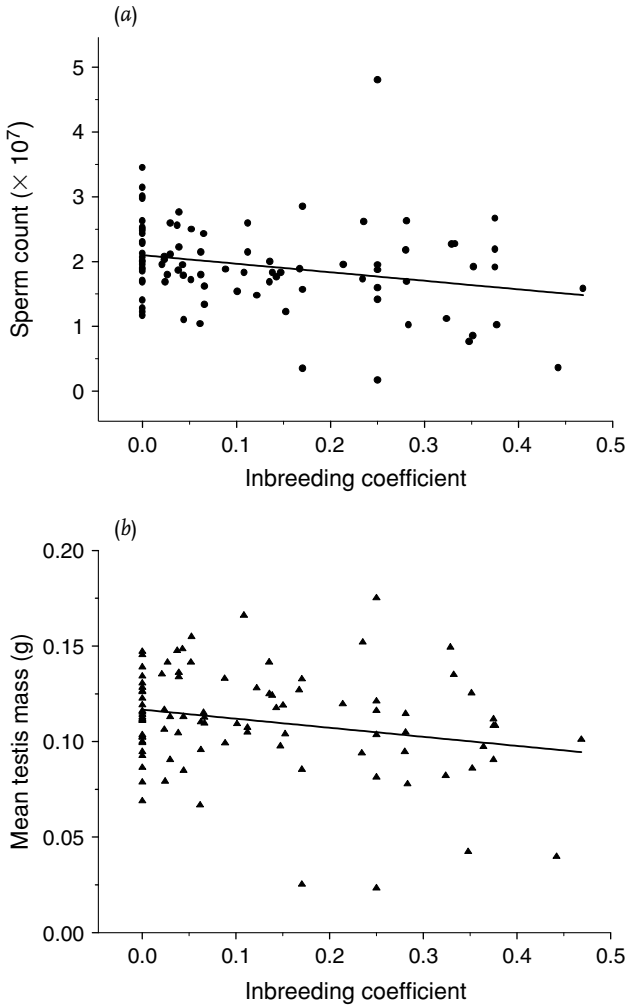 (a)
5
4
3
2
1
0
Sperm count (× 10⁷)
0.0 0.1 0.2 0.3 0.4 0.5
Inbreeding coefficient
(b)
0.20
0.15
0.10
0.05
0.00
Mean testis mass (g)
0.0 0.1 0.2 0.3 0.4 0.5
Inbreeding coefficient